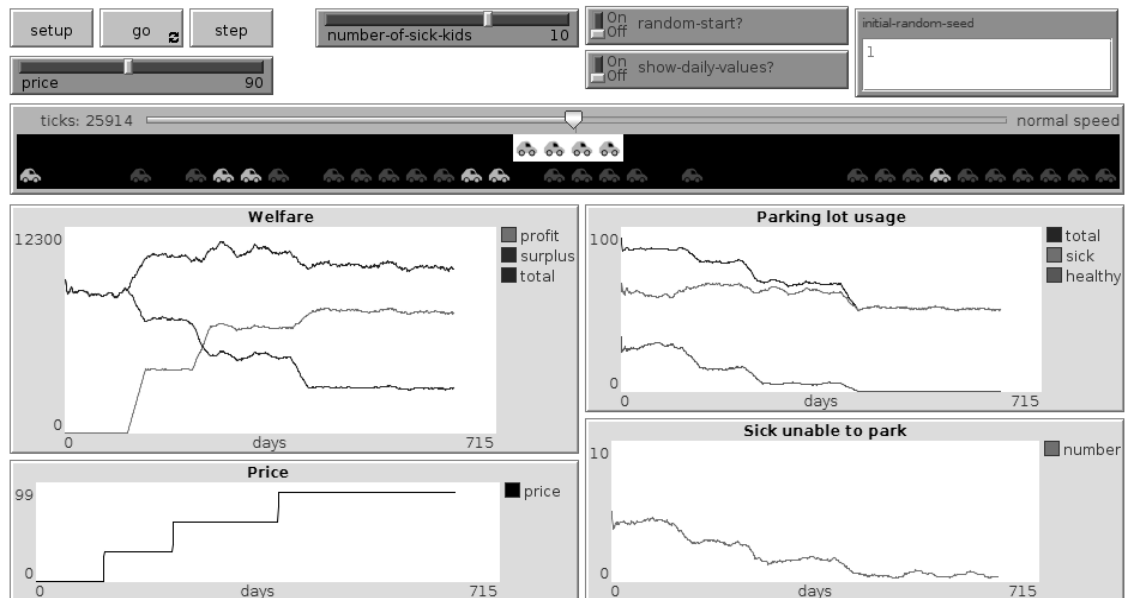 setup
go
step
number-of-sick-kids 10
On
Off
random-start?
On
Off
show-daily-values?
initial-random-seed
1
price 90
ticks: 25914
normal speed
Welfare
12300
0
0
days
715
profit
surplus
total
Parking lot usage
100
0
0
days
715
total
sick
healthy
Price
99
0
0
days
715
price
Sick unable to park
10
0
0
days
715
number